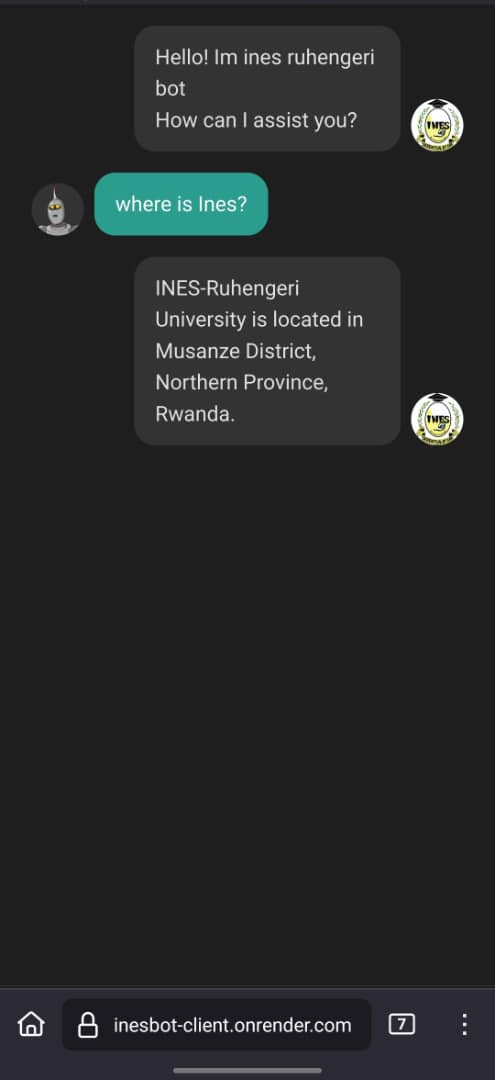 Hello! Im ines ruhengeri
bot
How can I assist you?
INES
where is Ines?
INES-Ruhengeri
University is located in
Musanze District,
Northern Province,
Rwanda.
INES
inesbot-client.onrender.com
7